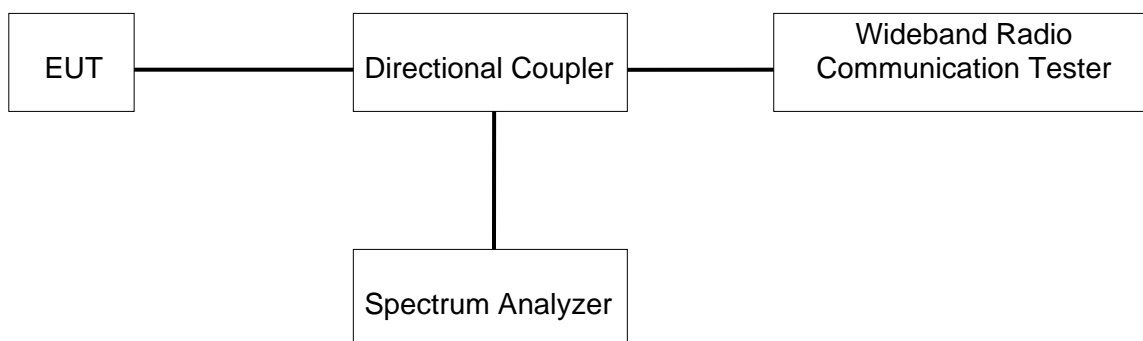 EUT
Directional Coupler
Wideband Radio
Communication Tester
Spectrum Analyzer